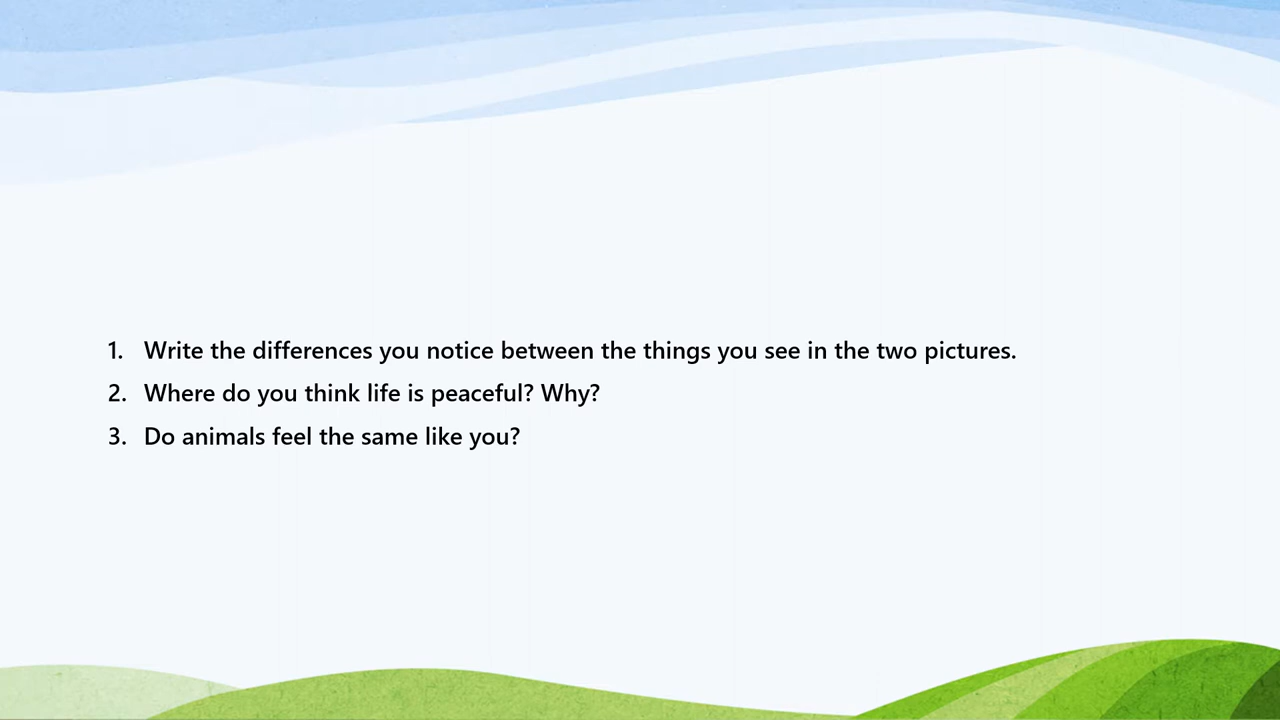 1. Write the differences you notice between the things you see in the two pictures.
2. Where do you think life is peaceful? Why?
3. Do animals feel the same like you?